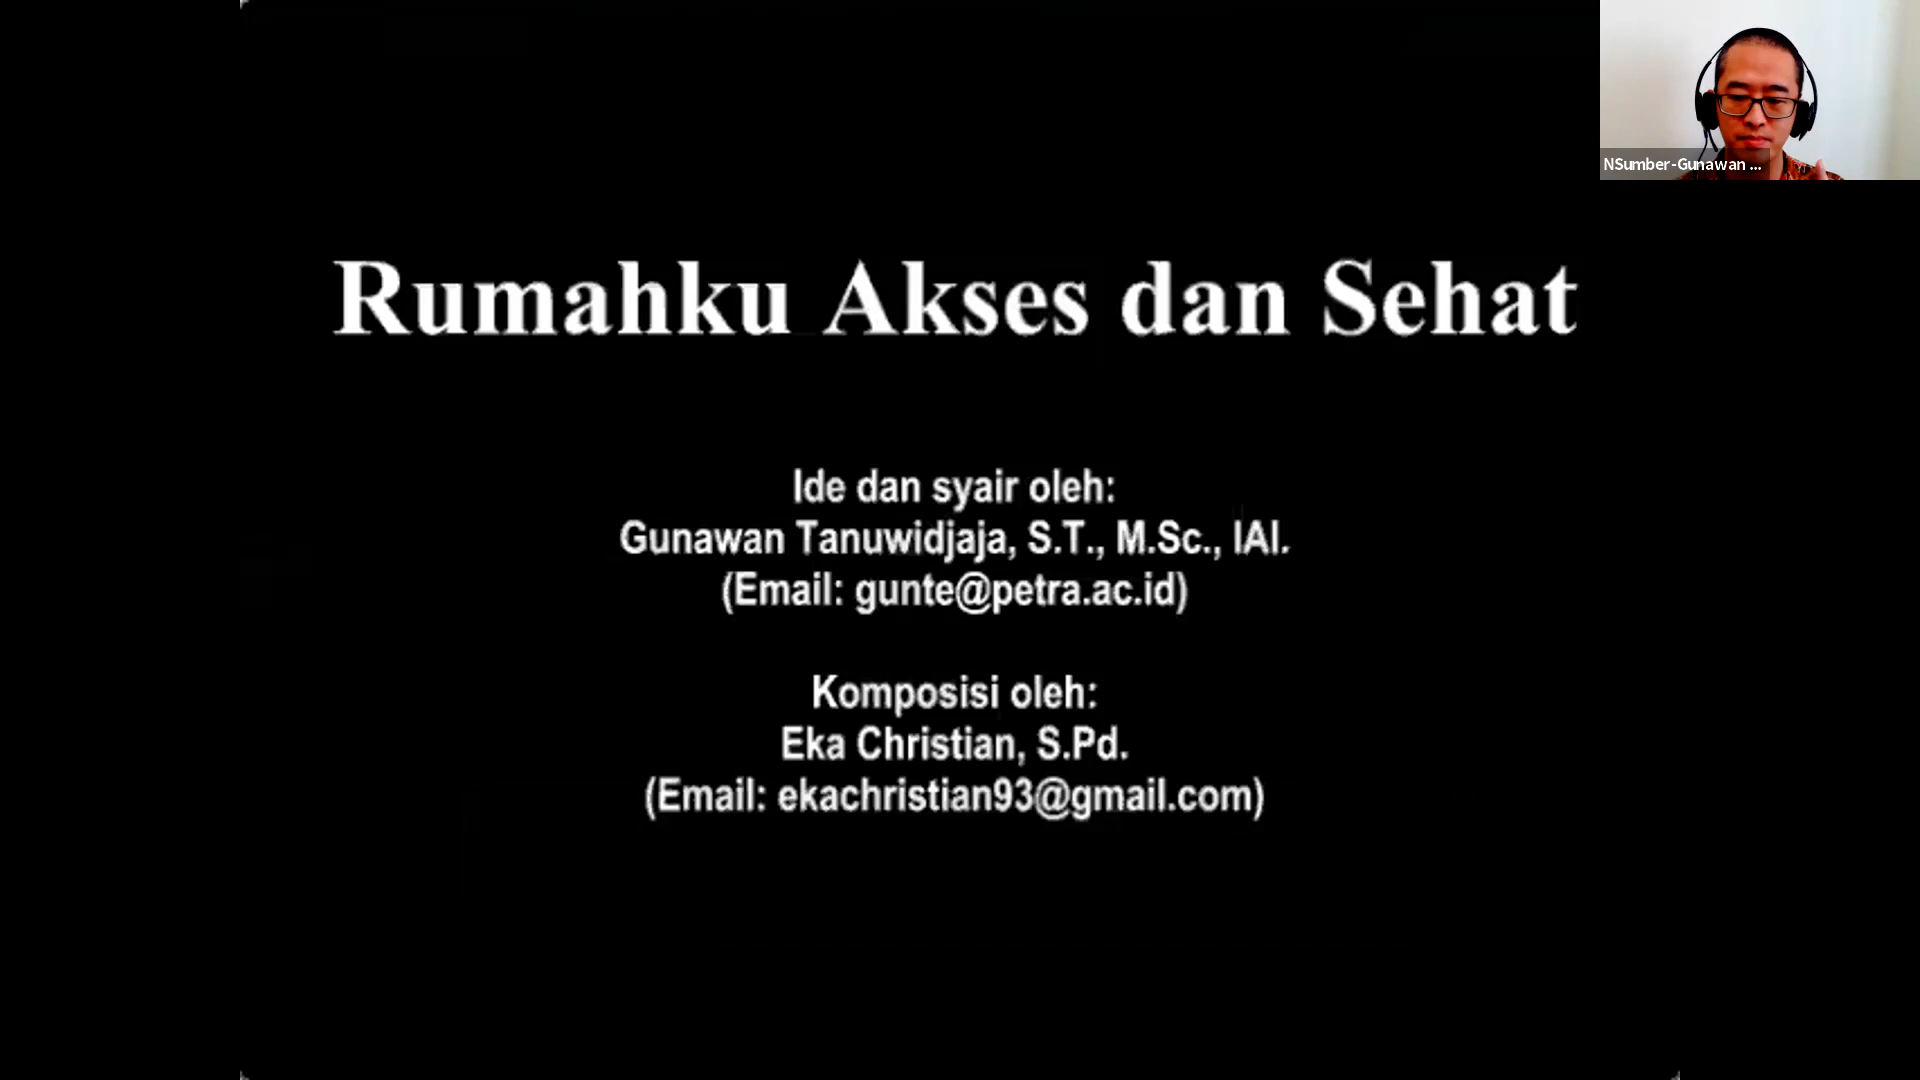 NSumber-Gunawan ...
Rumahku Akses dan Sehat
Ide dan syair oleh:
Gunawan Tanuwidjaja, S.T., M.Sc., IAI.
(Email: gunte@petra.ac.id)
Komposisi oleh:
Eka Christian, S.Pd.
(Email: ekachristian93@gmail.com)